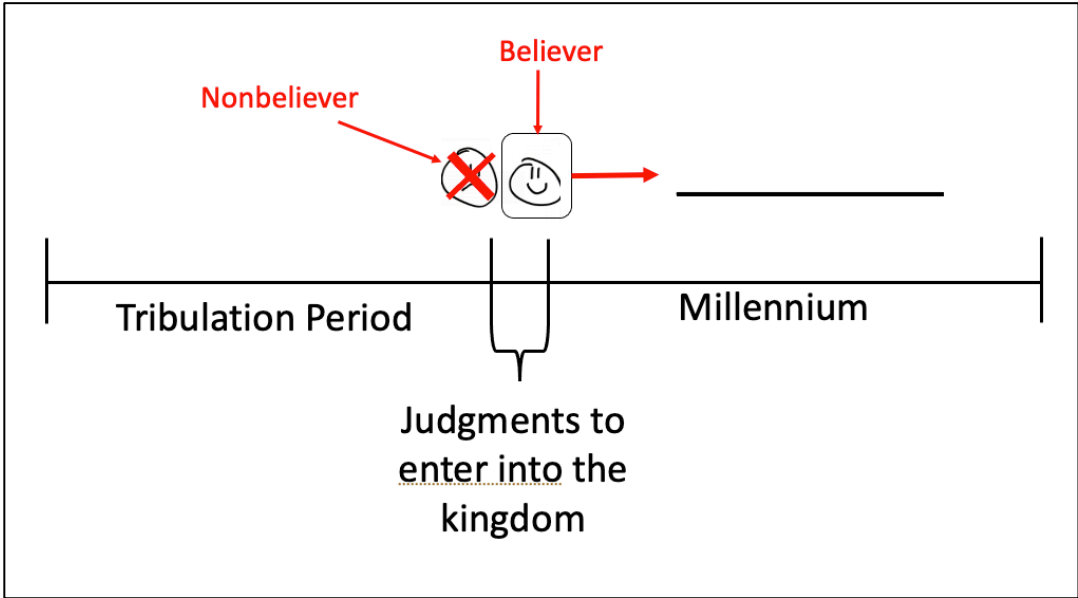 Believer
Nonbeliever
Tribulation Period
Millennium
Judgments to
enter into the
kingdom